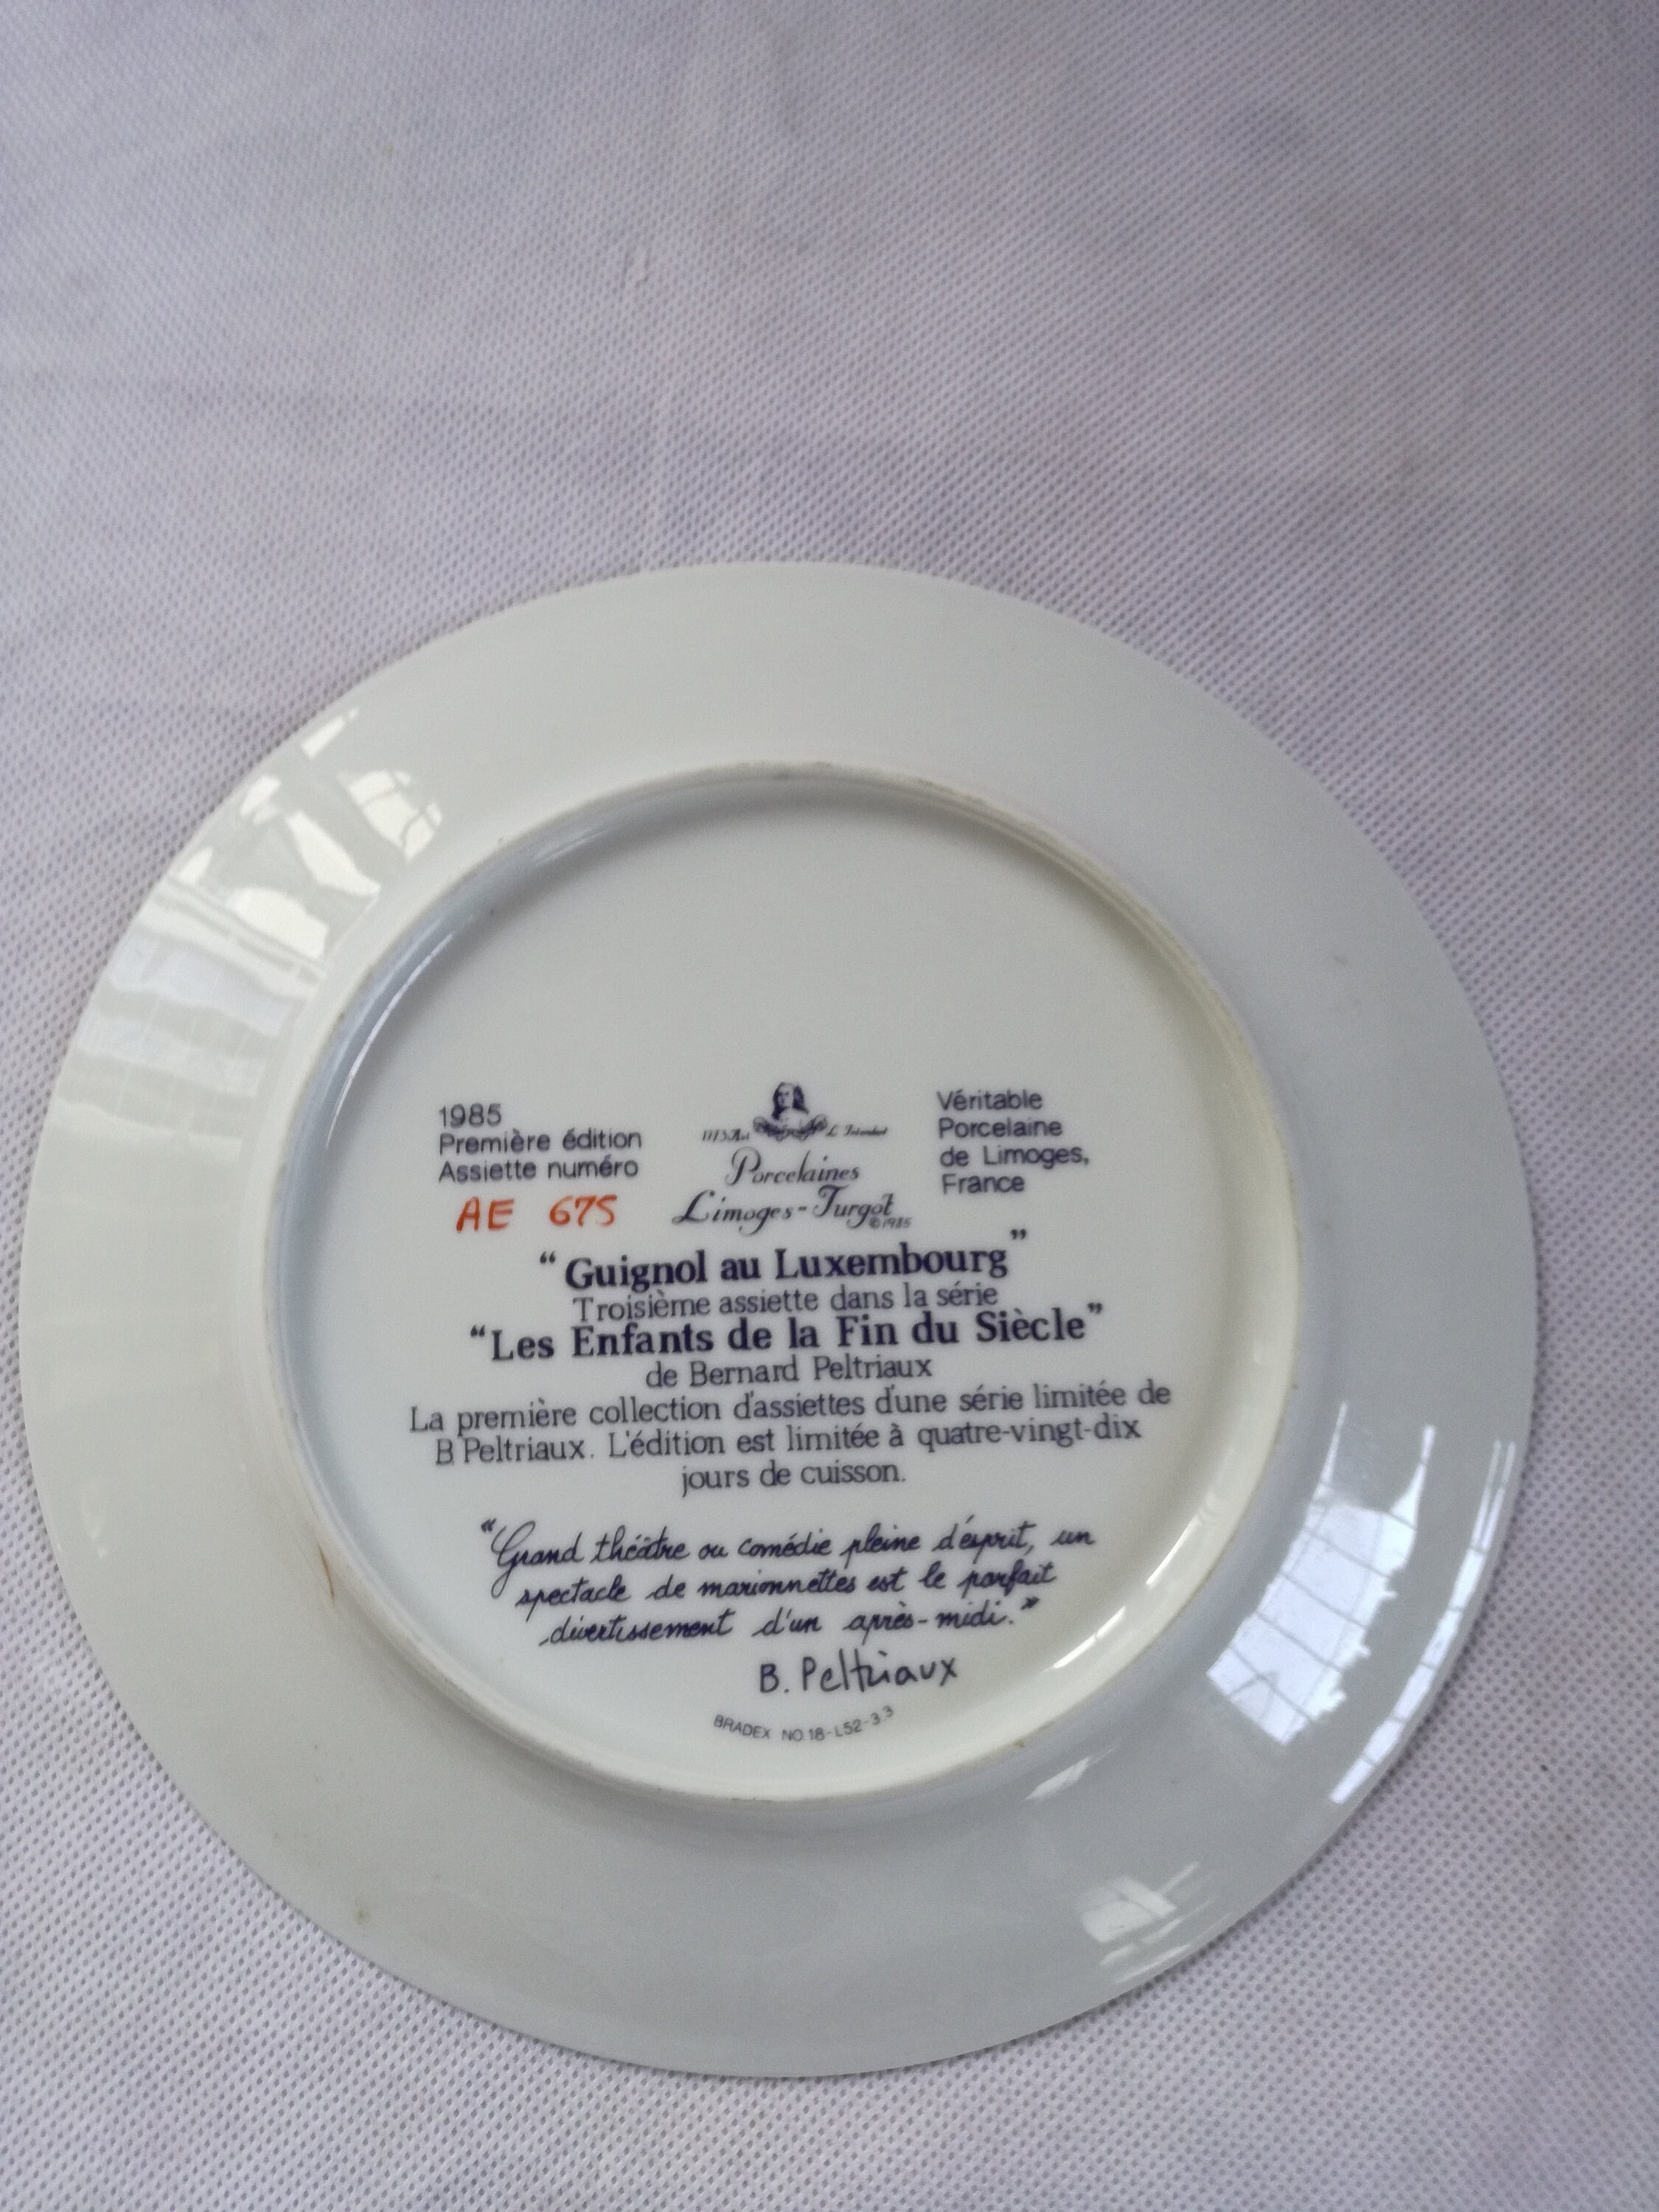 1985
Première édition
Assiette numéro
AE 675
Porcelaines
Limoges-Turgot
©1985
Véritable
Porcelaine
de Limoges,
France
“Guignol au Luxembourg”
Troisième assiette dans la série
“Les Enfants de la Fin du Siècle”
de Bernard Peltriaux
La première collection d'assiettes d'une série limitée de
B Peltriaux. L'édition est limitée à quatre-vingt-dix
jours de cuisson.
“Grand théâtre ou comédie pleine d'ésprit, un
spectacle de marionnettes est le parfait
divertissement d'un après-midi.”
B. Peltriaux
BRADEX NO. 18-L52-3.3